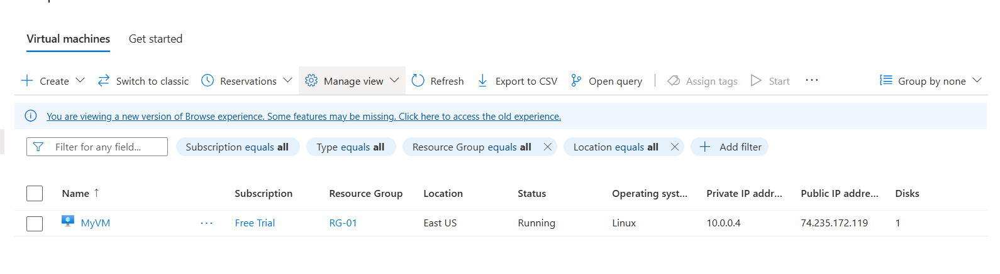 Virtual machines Get started
Create Switch to classic Reservations Manage view Refresh Export to CSV Open query Assign tags Start ... Group by none
You are viewing a new version of Browse experience. Some features may be missing. Click here to access the old experience.
Filter for any field... Subscription equals all Type equals all Resource Group equals all Location equals all Add filter
Name ↑ Subscription Resource Group Location Status Operating syst... Private IP addr... Public IP addre... Disks
MyVM ... Free Trial RG-01 East US Running Linux 10.0.0.4 74.235.172.119 1